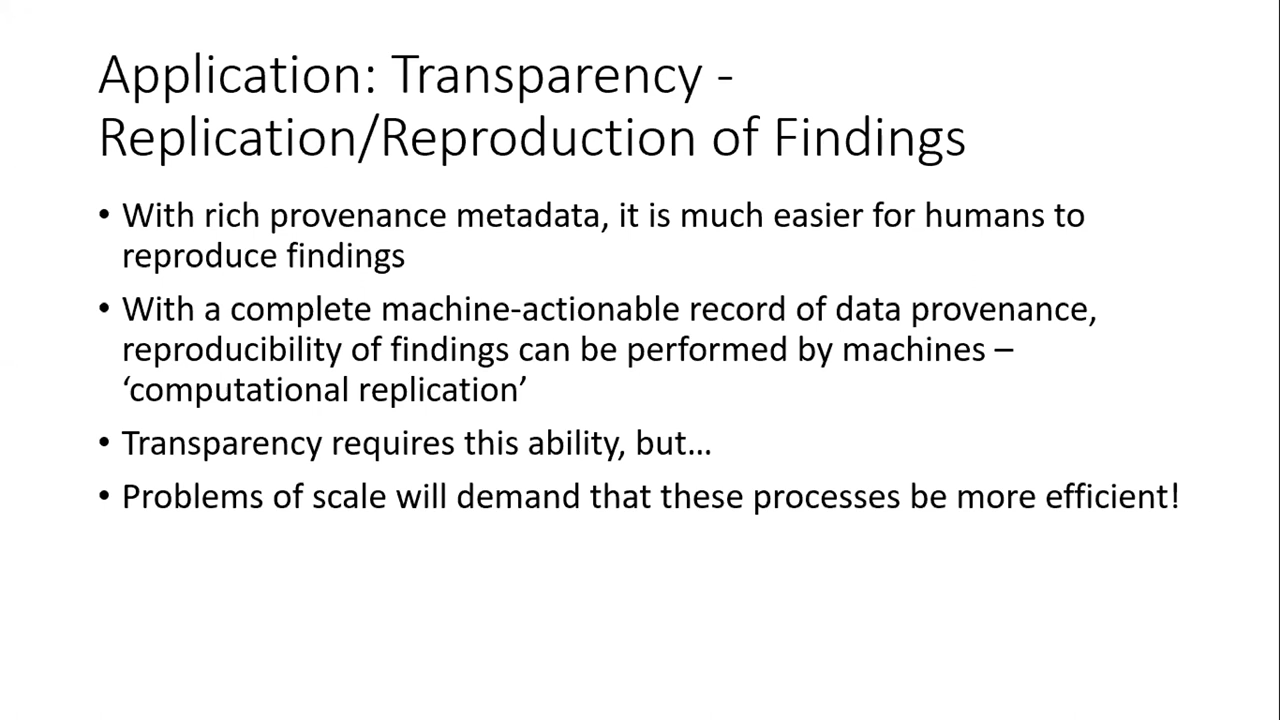 Application: Transparency -
Replication/Reproduction of Findings
• With rich provenance metadata, it is much easier for humans to
reproduce findings
• With a complete machine-actionable record of data provenance,
reproducibility of findings can be performed by machines –
‘computational replication’
• Transparency requires this ability, but…
• Problems of scale will demand that these processes be more efficient!